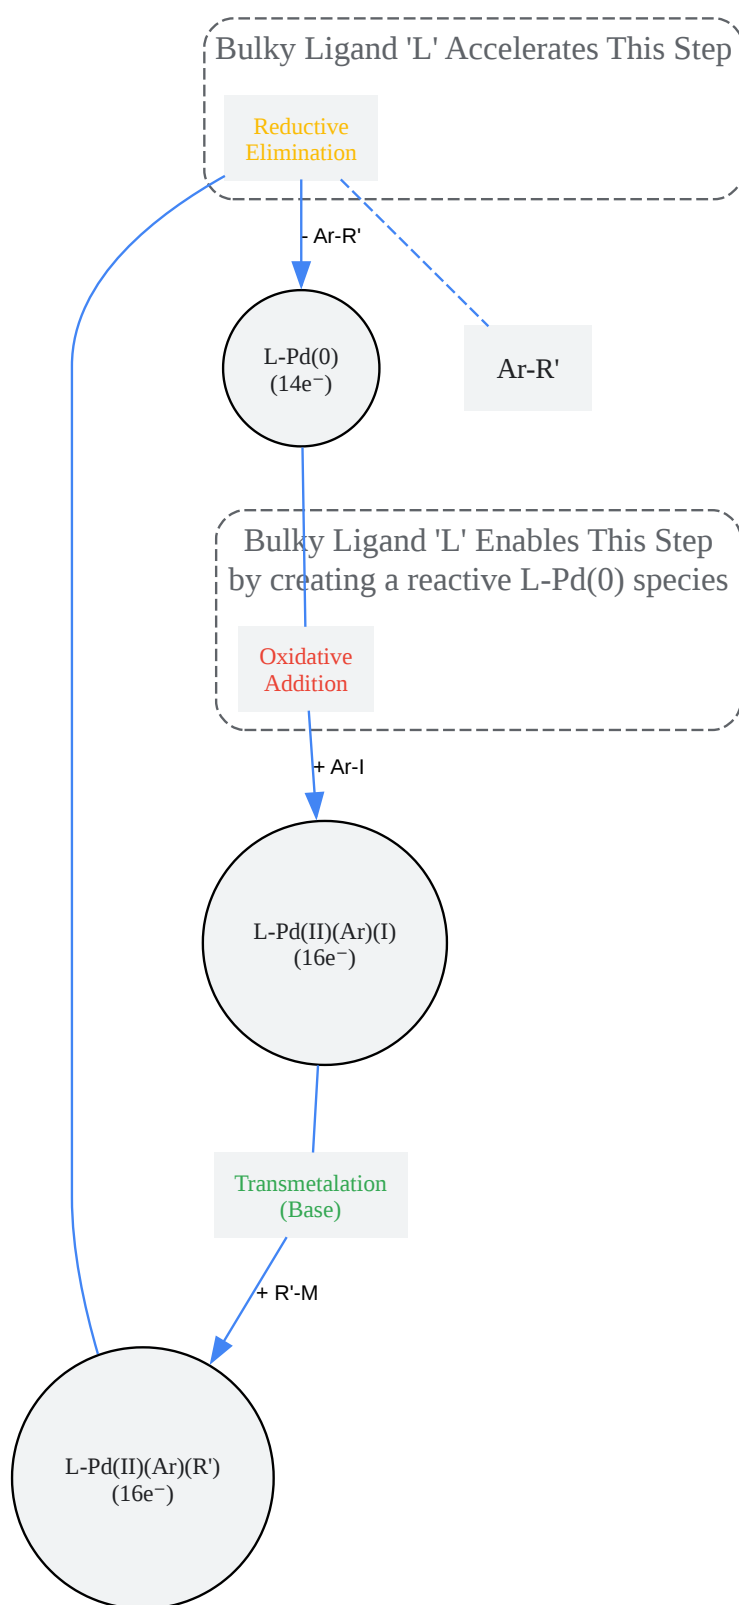 Bulky Ligand 'L' Accelerates This Step
Reductive
Elimination
- Ar-R'
L-Pd(0)
(14e⁻)
Ar-R'
Bulky Ligand 'L' Enables This Step
by creating a reactive L-Pd(0) species
Oxidative
Addition
+ Ar-I
L-Pd(II)(Ar)(I)
(16e⁻)
Transmetalation
(Base)
+ R'-M
L-Pd(II)(Ar)(R')
(16e⁻)